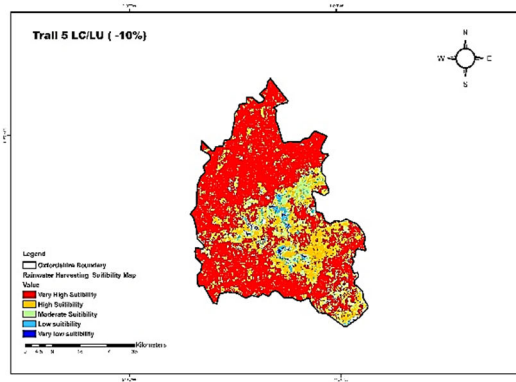 Trail 5 LC/LU ( -10%)
N
W
E
S
Legend
Oxfordshire Boundary
Rainwater Harvesting Suitibility Map
Value
Very High Suitibility
High Suitibility
Moderate Suitibility
Low suitibility
Very low suitibility
Kilometers